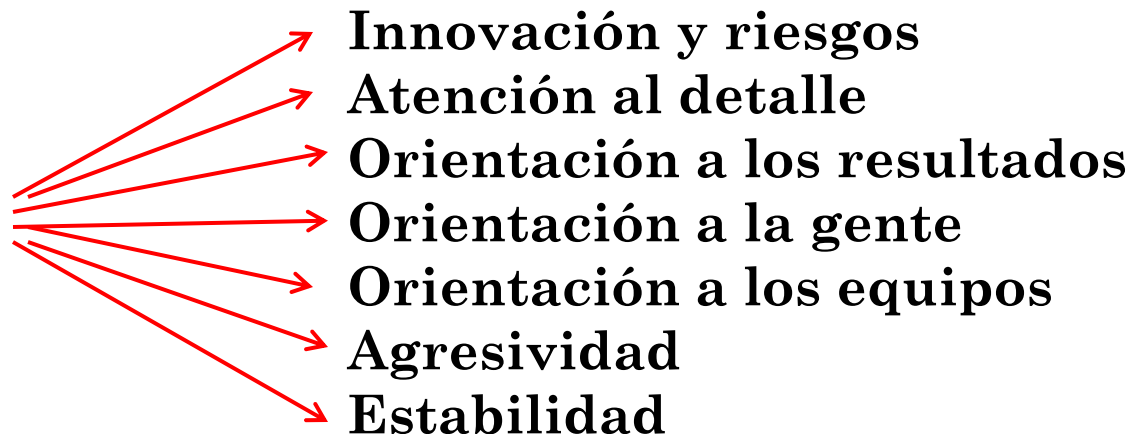 Innovación y riesgos
Atención al detalle
Orientación a los resultados
Orientación a la gente
Orientación a los equipos
Agresividad
Estabilidad